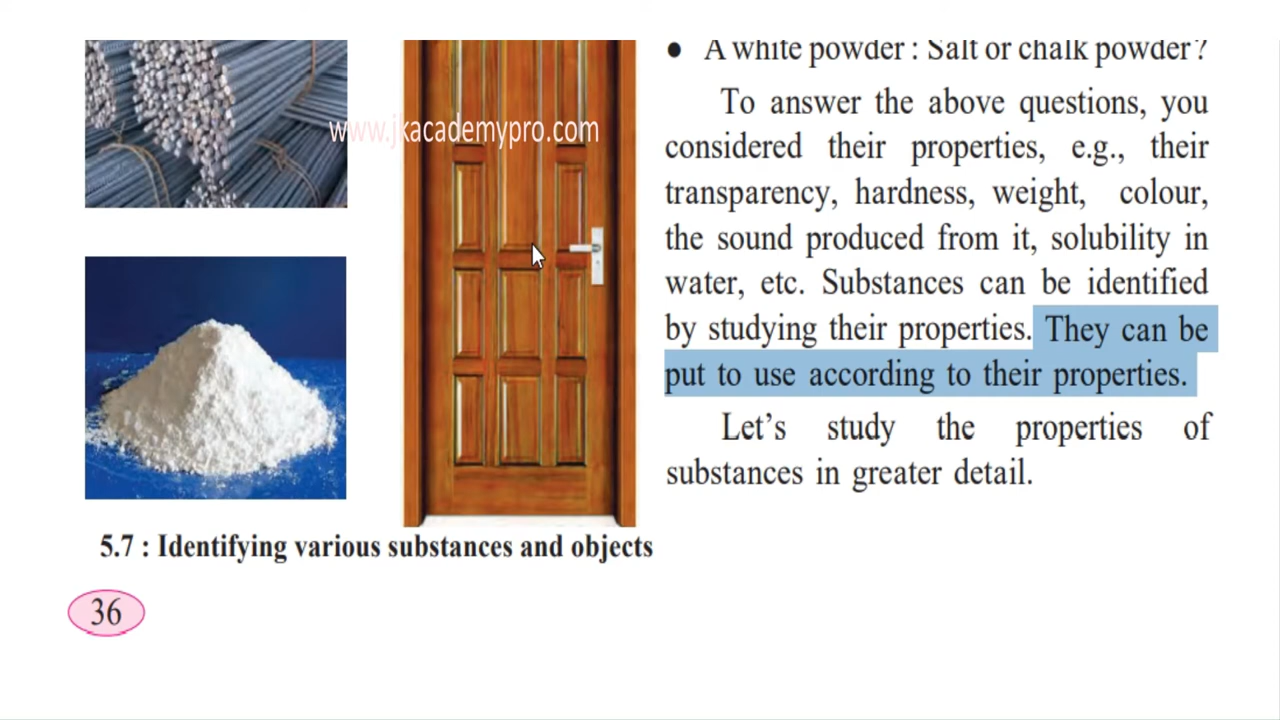 ● A white powder : Salt or chalk powder ?
www.jkacademypro.com
To answer the above questions, you
considered their properties, e.g., their
transparency, hardness, weight, colour,
the sound produced from it, solubility in
water, etc. Substances can be identified
by studying their properties. They can be
put to use according to their properties.
Let's study the properties of
substances in greater detail.
5.7 : Identifying various substances and objects
36